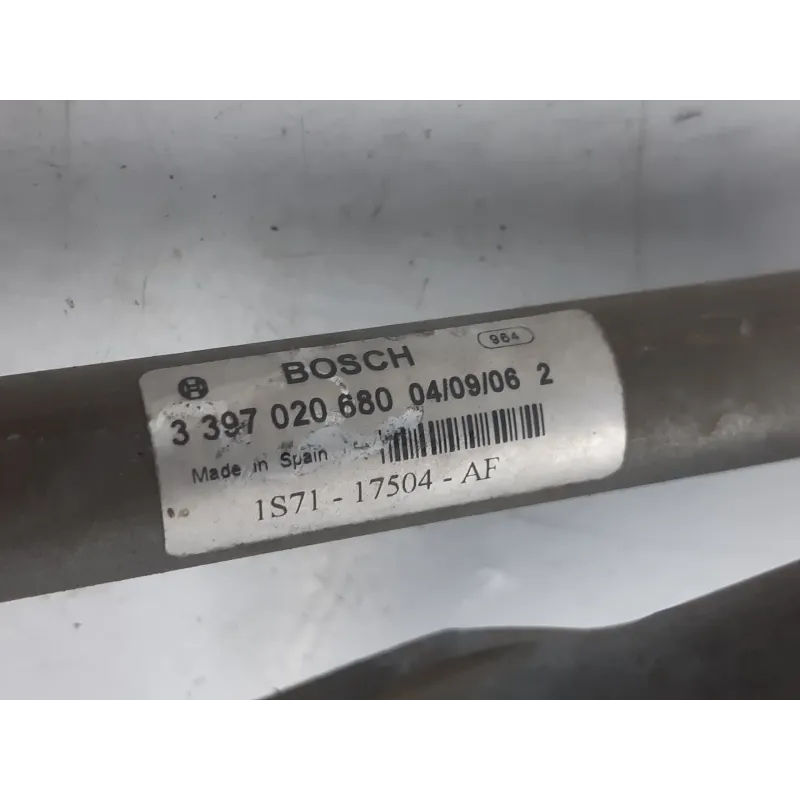 BOSCH 964
3 397 020 680 04/09/06 2
Made in Spain
1S71 - 17504 - AF